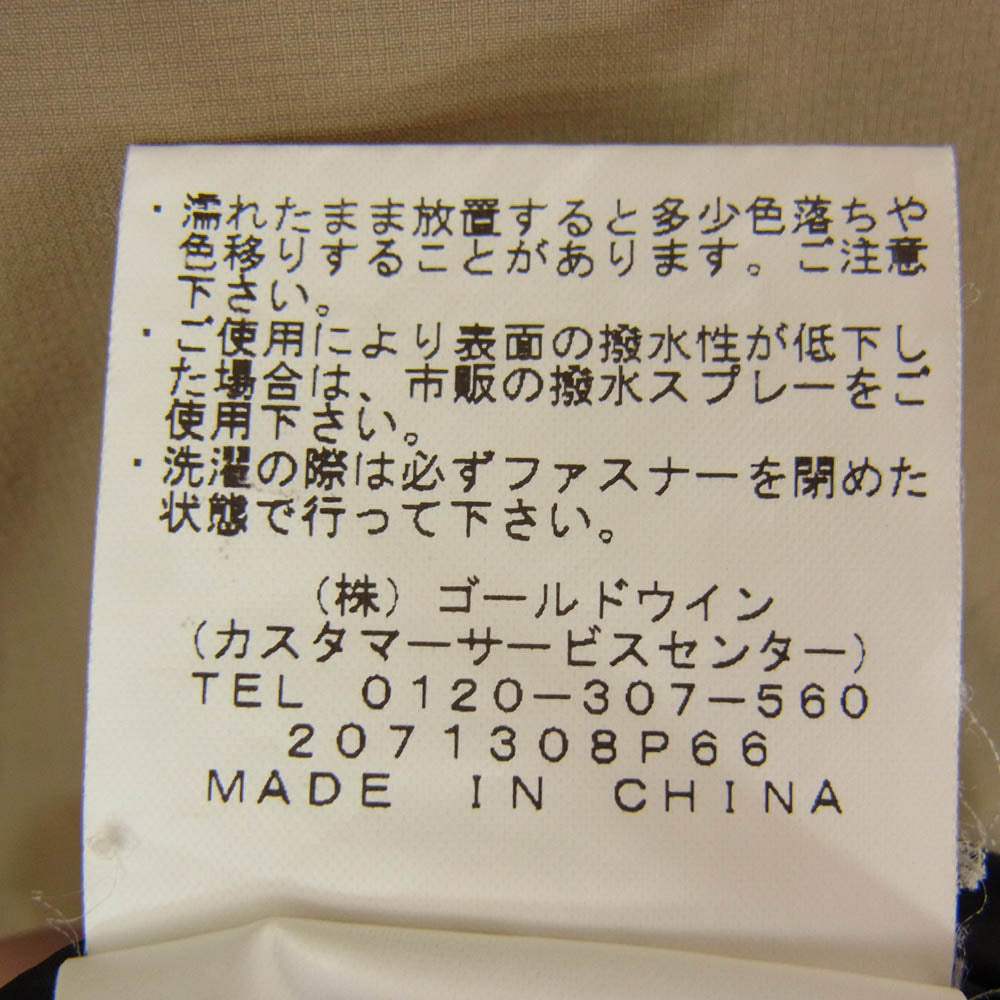 ・濡れたまま放置すると多少色落ちや
色移りすることがあります。ご注意
下さい。
・ご使用により表面の撥水性が低下し
た場合は、市販の撥水スプレーをご
使用下さい。
・洗濯の際は必ずファスナーを閉めた
状態で行って下さい。
（株）ゴールドウイン
（カスタマーサービスセンター）
TEL 0120-307-560
2071308P66
MADE IN CHINA